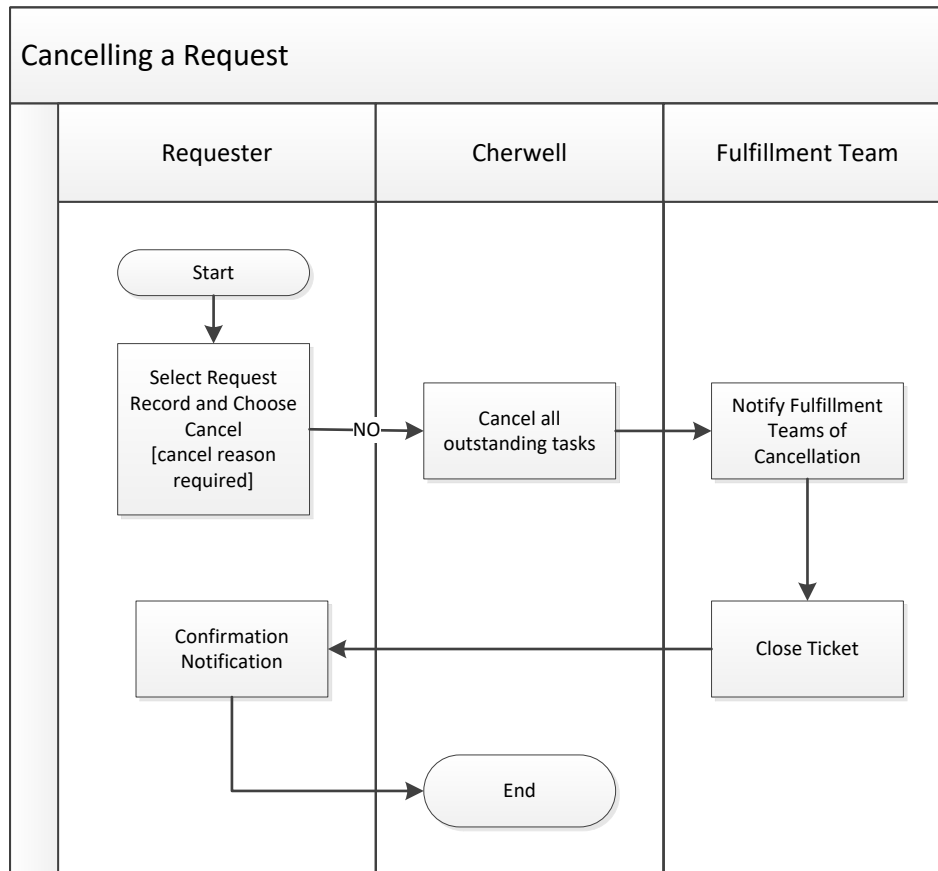 Cancelling a Request
Requester
Cherwell
Fulfillment Team
Start
Select Request
Record and Choose
Cancel
[cancel reason
required]
NO
Cancel all
outstanding tasks
Notify Fulfillment
Teams of
Cancellation
Confirmation
Notification
Close Ticket
End